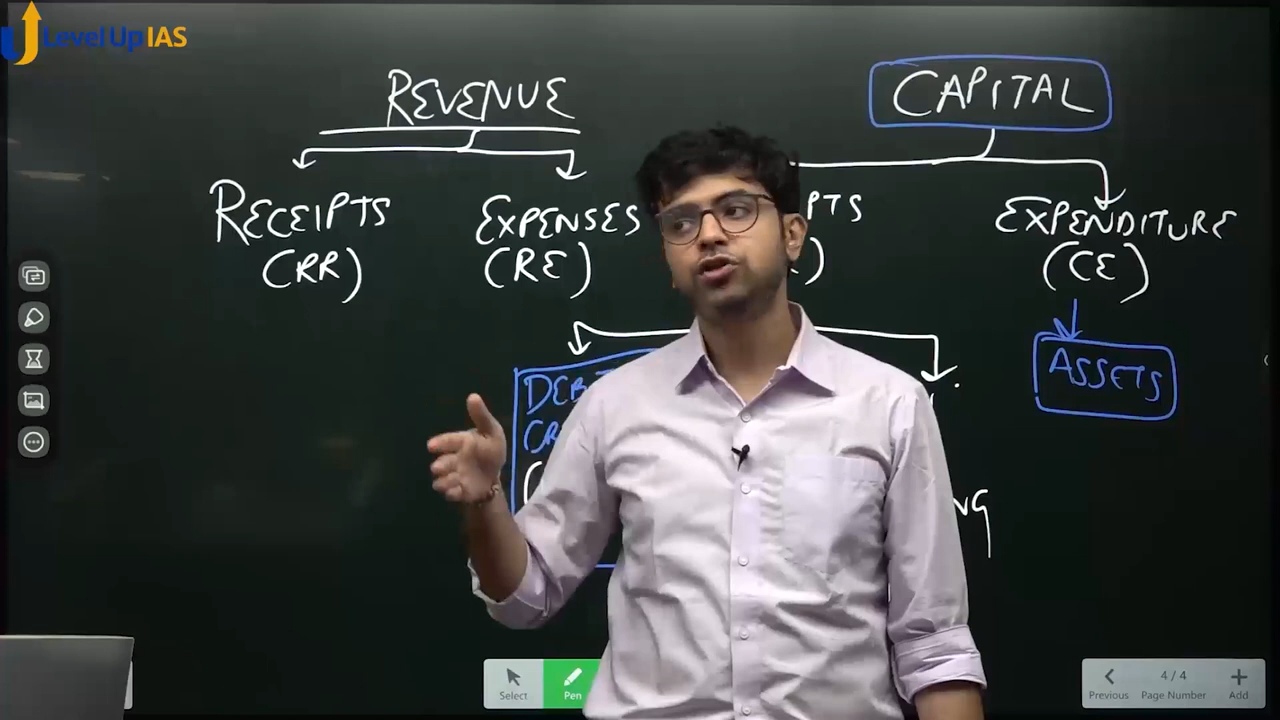 Level Up IAS
REVENUE
CAPITAL
RECEIPTS
(RR)
EXPENSES
(RE)
EXPENDITURE
(CE)
ASSETS
Select
Pen
Previous
4 / 4
Page Number
Add